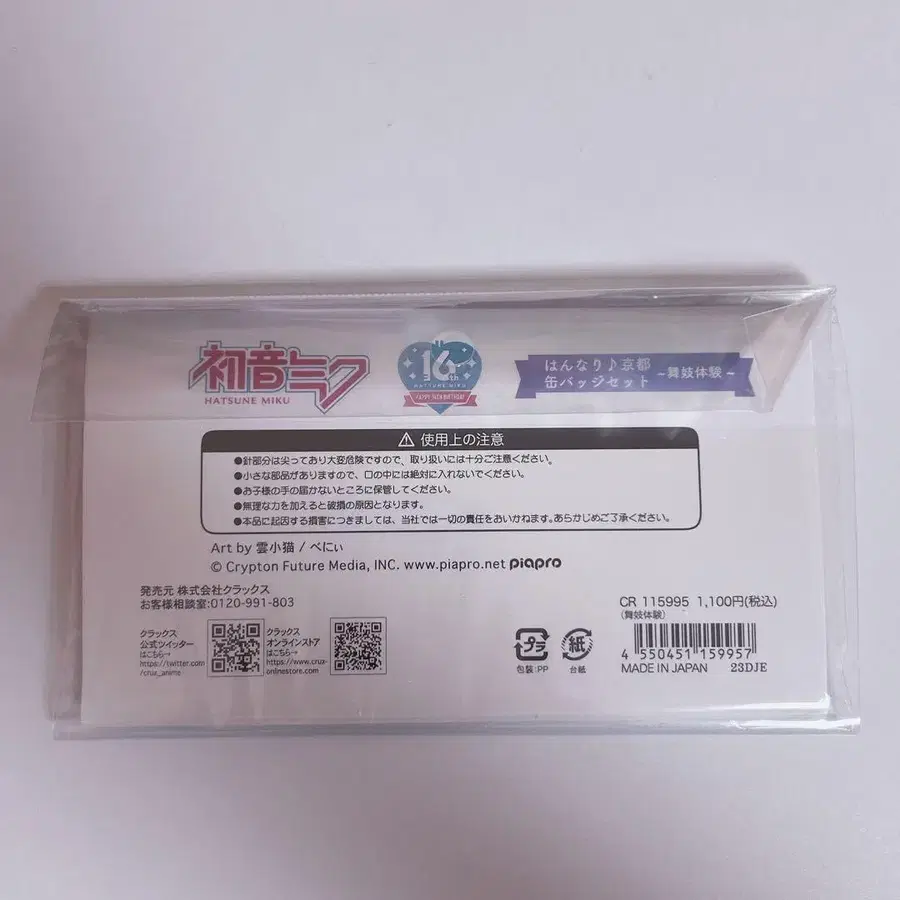 初音ミク
HATSUNE MIKU
16th
HATSUNE MIKU
HAPPY 16TH BIRTHDAY
はんなり♪京都
缶バッジセット
~舞妓体験~
⚠ 使用上の注意
●針部分は尖っており大変危険ですので、取り扱いには十分ご注意ください。
●小さな部品がありますので、口の中には絶対に入れないでください。
●お子様の手の届かないところに保管してください。
●無理な力を加えると破損の原因となります。
●本品に起因する損害につきましては、当社では一切の責任をおいかねます。あらかじめご了承ください。
Art by 雲小猫 / べにぃ
© Crypton Future Media, INC. www.piapro.net piapro
発売元 株式会社クラックス
お客様相談室:0120-991-803
クラックス
公式ツイッター
はこちら→
https://twitter.com
/crux_anime
クラックス
オンラインストア
はこちら→
https://www.crux-
onlinestore.com
プラ
包装:PP
紙
台紙
CR 115995 1,100円(税込)
(舞妓体験)
4 550451 159957
MADE IN JAPAN 23DJE